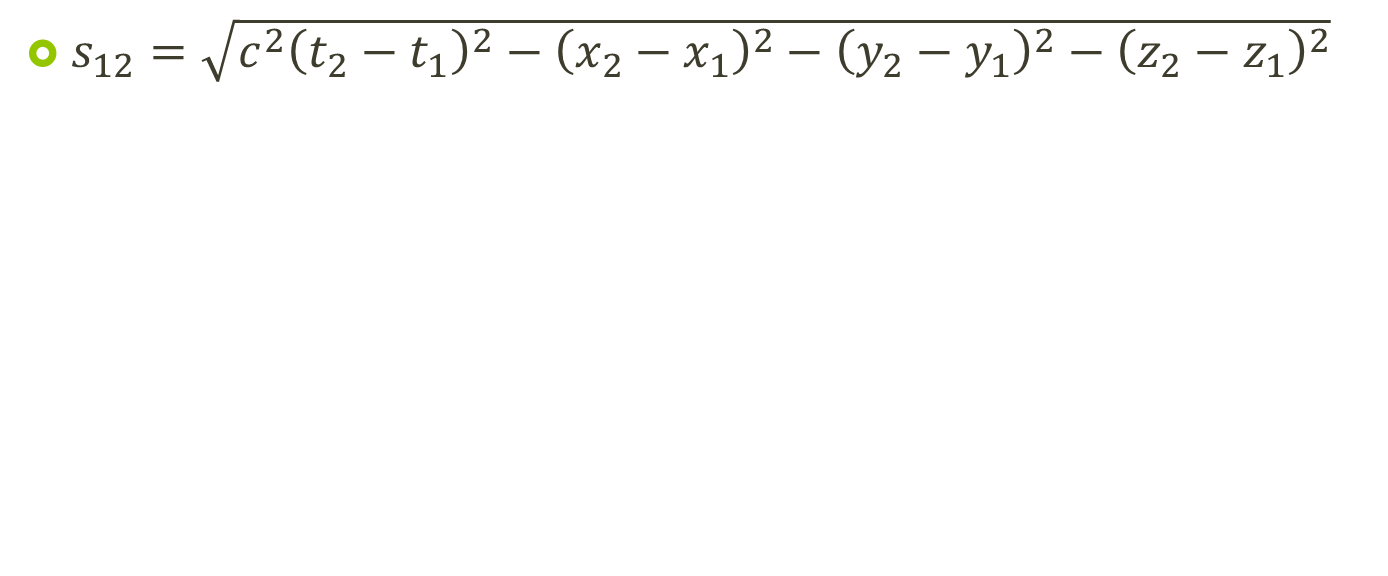 s₁₂ = √(c²(t₂ − t₁)² − (x₂ − x₁)² − (y₂ − y₁)² − (z₂ − z₁)²)